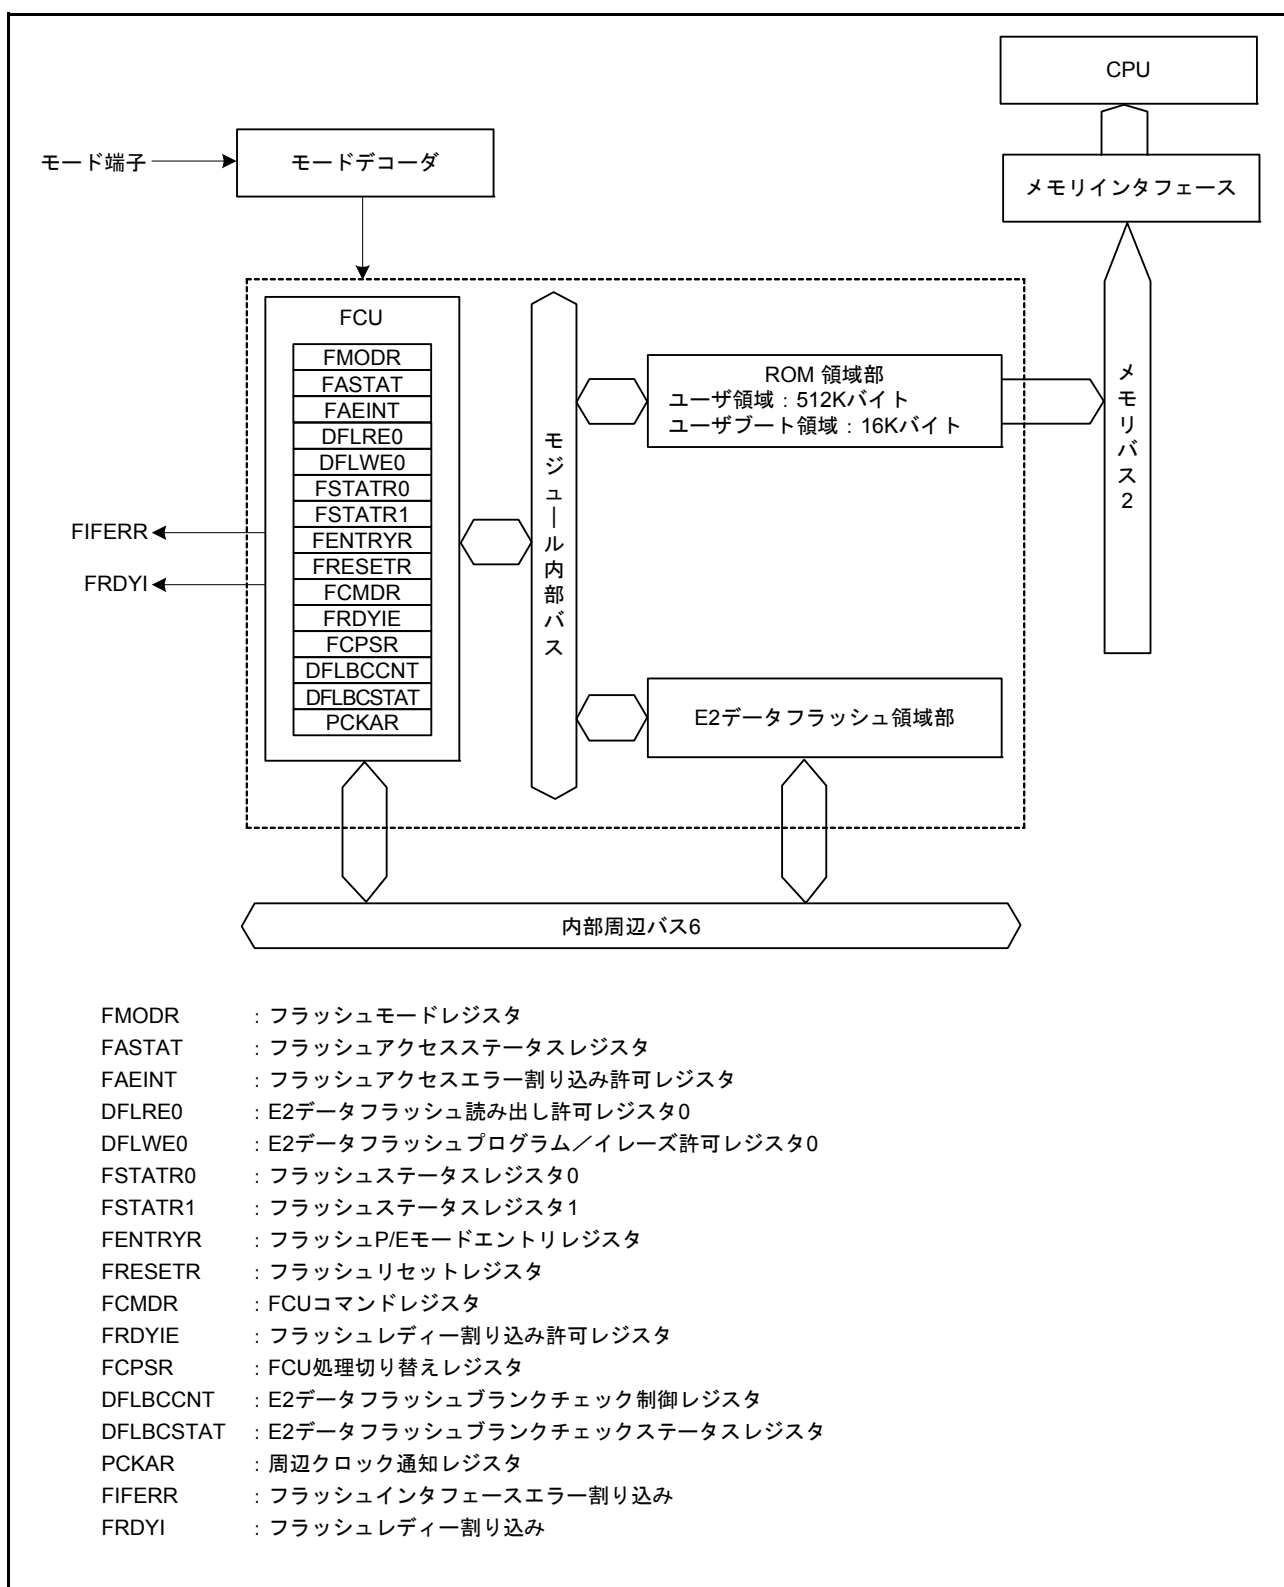 CPU
モード端子
モードデコーダ
メモリインタフェース
FCU
FMODR
FASTAT
FAEINT
DFLRE0
DFLWE0
FSTATR0
FSTATR1
FENTRYR
FRESETR
FCMDR
FRDYIE
FCPSR
DFLBCCNT
DFLBCSTAT
PCKAR
FIFERR
FRDYI
モジュール内部バス
ROM 領域部
ユーザ領域：512Kバイト
ユーザブート領域：16Kバイト
メモリバス2
E2データフラッシュ領域部
内部周辺バス6
FMODR ：フラッシュモードレジスタ
FASTAT ：フラッシュアクセスステータスレジスタ
FAEINT ：フラッシュアクセスエラー割り込み許可レジスタ
DFLRE0 ：E2データフラッシュ読み出し許可レジスタ0
DFLWE0 ：E2データフラッシュプログラム／イレーズ許可レジスタ0
FSTATR0 ：フラッシュステータスレジスタ0
FSTATR1 ：フラッシュステータスレジスタ1
FENTRYR ：フラッシュP/Eモードエントリレジスタ
FRESETR ：フラッシュリセットレジスタ
FCMDR ：FCUコマンドレジスタ
FRDYIE ：フラッシュレディー割り込み許可レジスタ
FCPSR ：FCU処理切り替えレジスタ
DFLBCCNT ：E2データフラッシュブランクチェック制御レジスタ
DFLBCSTAT ：E2データフラッシュブランクチェックステータスレジスタ
PCKAR ：周辺クロック通知レジスタ
FIFERR ：フラッシュインタフェースエラー割り込み
FRDYI ：フラッシュレディー割り込み